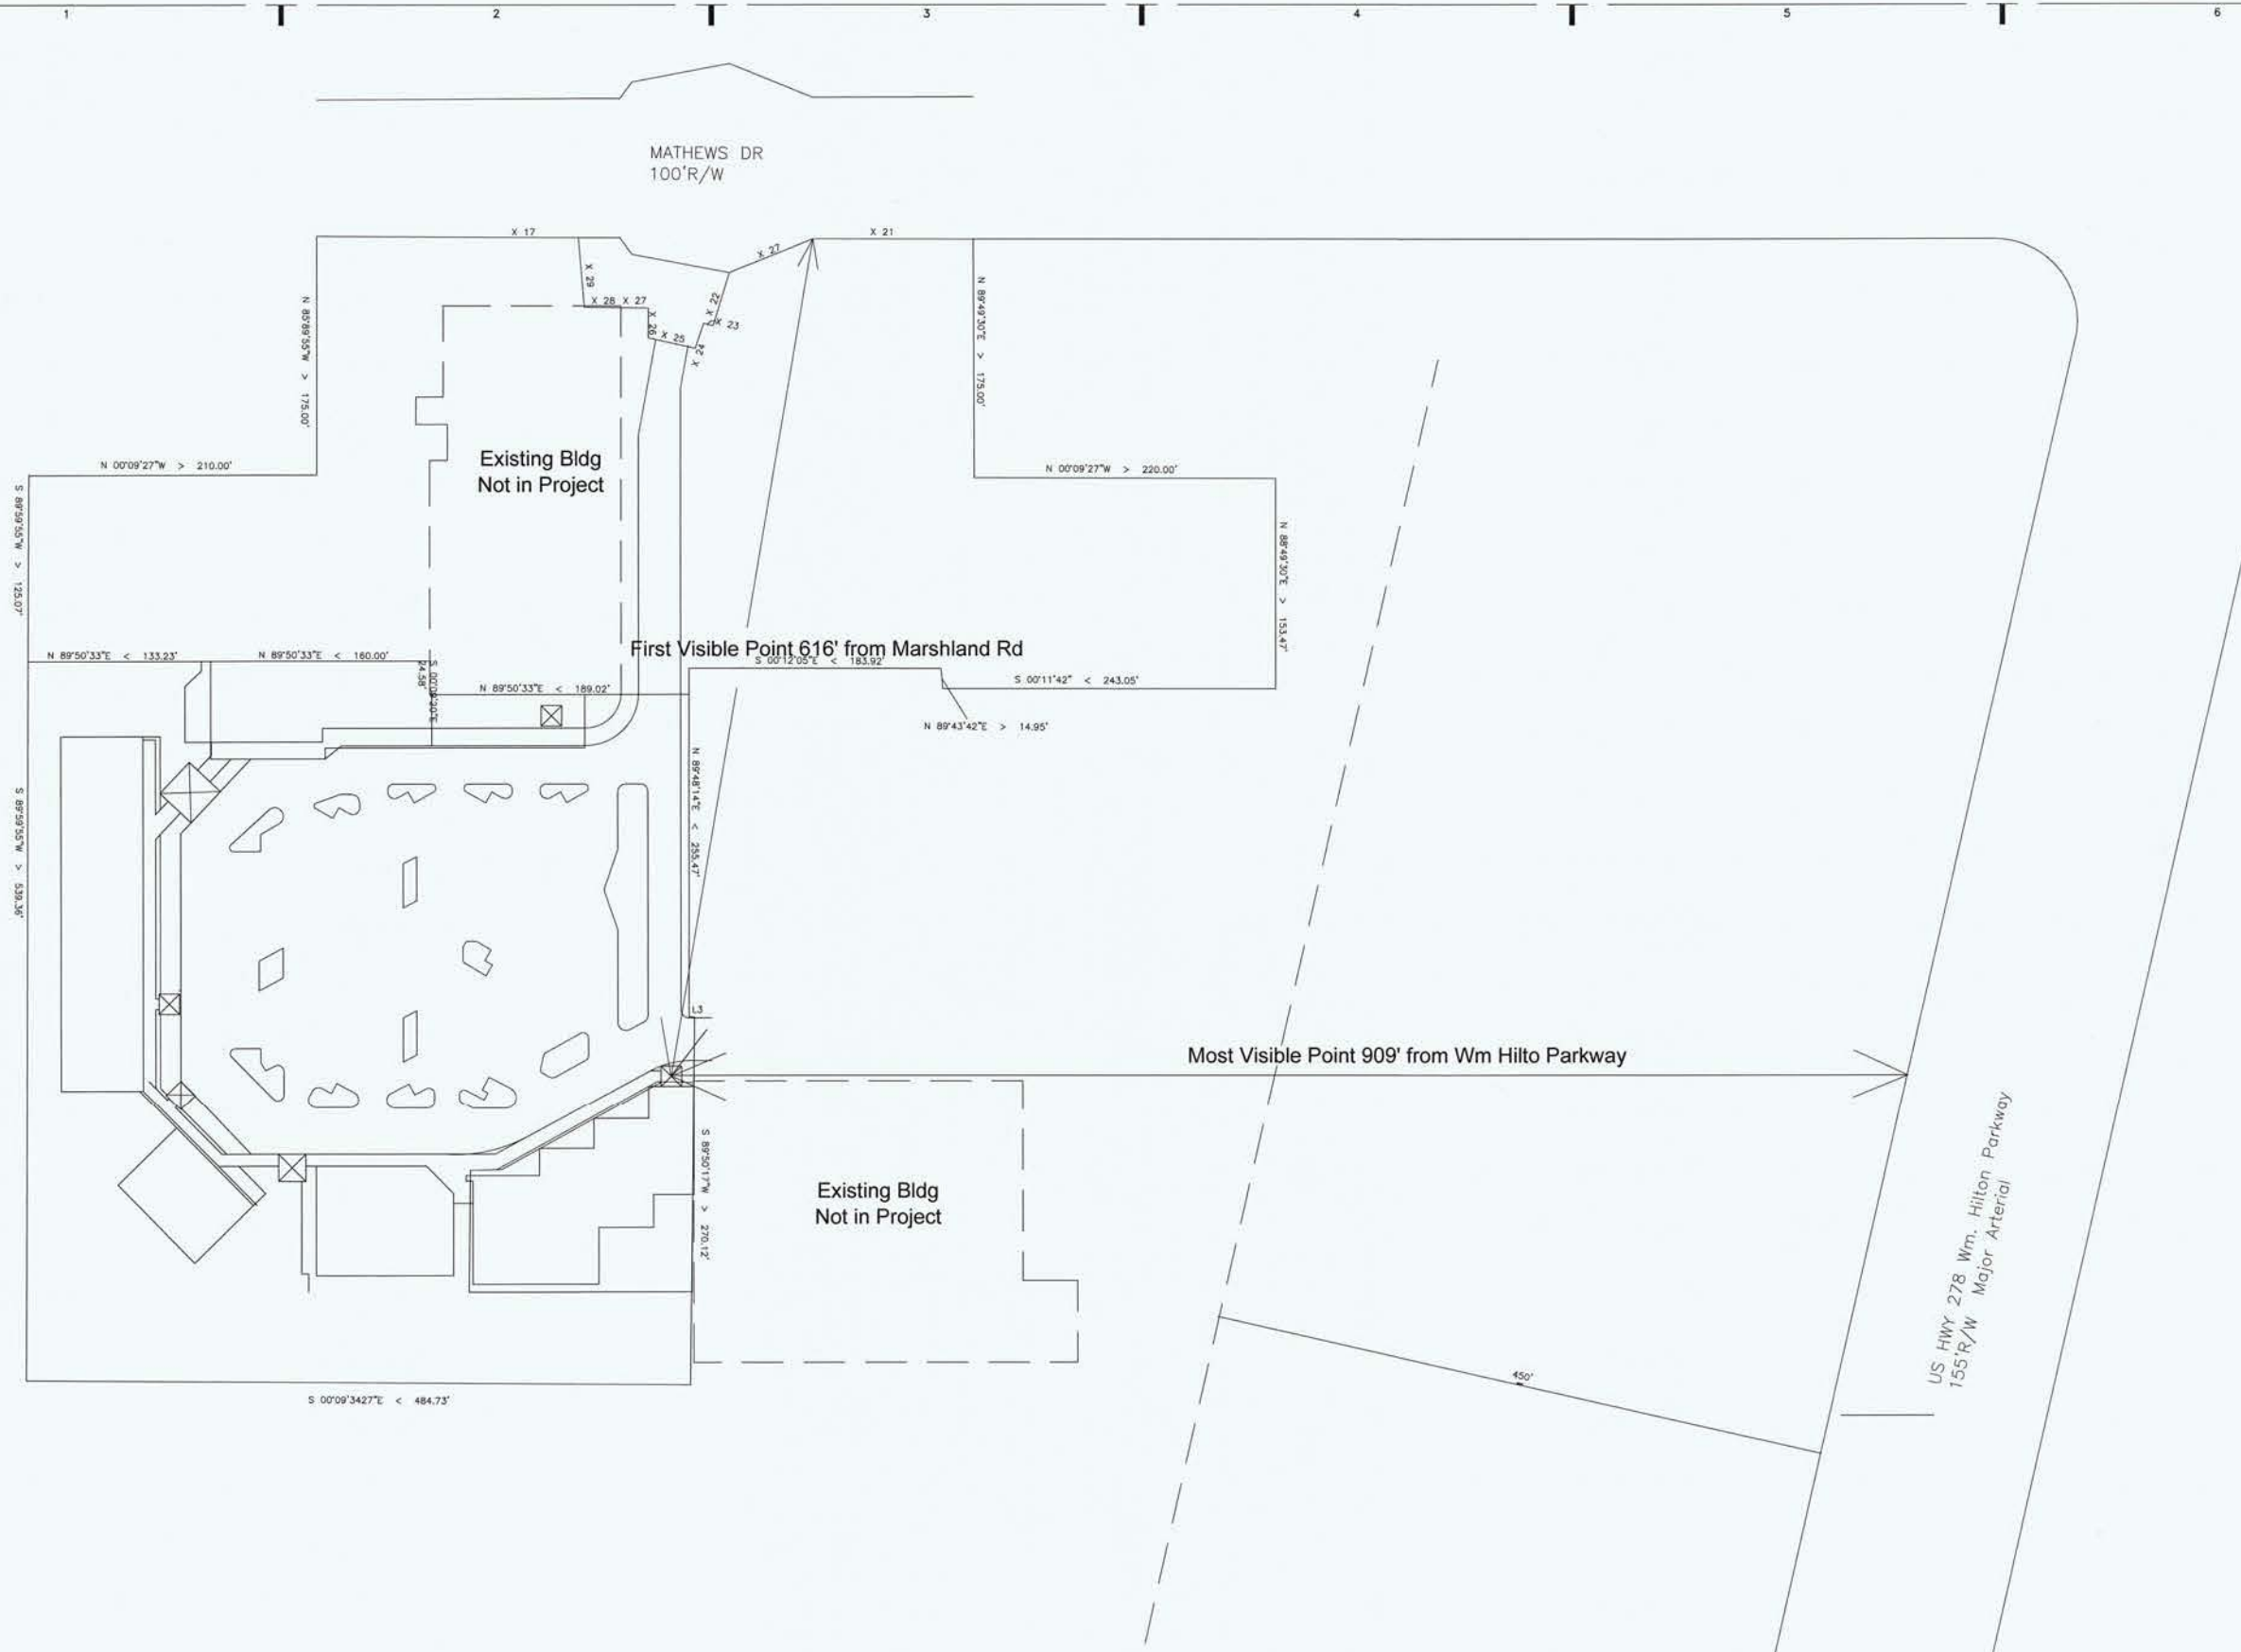 1
2
3
4
5
6
MATHEWS DR
100'R/W
X 17
X 27
X 21
X 29
X 28 X 27
X 22
X 23
X 26
X 25
X 24
N 85°89'55"W > 175.00'
N 89°49'30"E > 175.00'
Existing Bldg
Not in Project
N 00°09'27"W > 210.00'
N 00°09'27"W > 220.00'
S 89°59'55"W > 125.07'
N 88°49'30"E > 153.47'
First Visible Point 616' from Marshland Rd
N 89°50'33"E < 133.23'
N 89°50'33"E < 160.00'
S 00°12'05"E < 183.92'
24.58'
N 89°50'33"E < 189.02'
S 00°11'42" < 243.05'
N 89°43'42"E > 14.95'
N 89°48'14"E < 255.47'
S 89°59'55"W > 539.36'
L3
Most Visible Point 909' from Wm Hilto Parkway
S 89°50'17"W > 270.12'
Existing Bldg
Not in Project
US HWY 278 Wm. Hilton Parkway
155'R/W Major Arterial
450'
S 00°09'3427"E < 484.73'